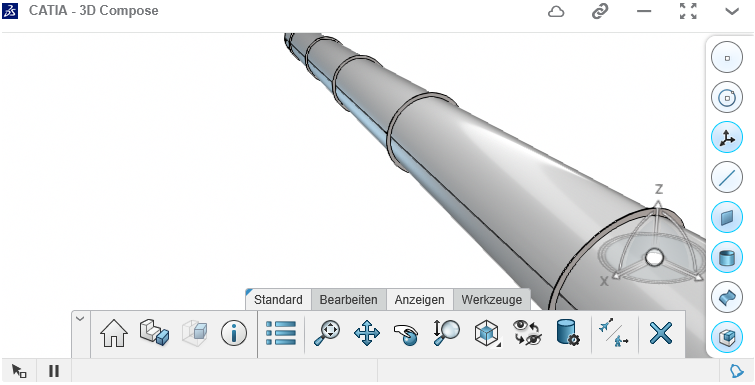 CATIA - 3D Compose
Z
X
Standard Bearbeiten Anzeigen Werkzeuge